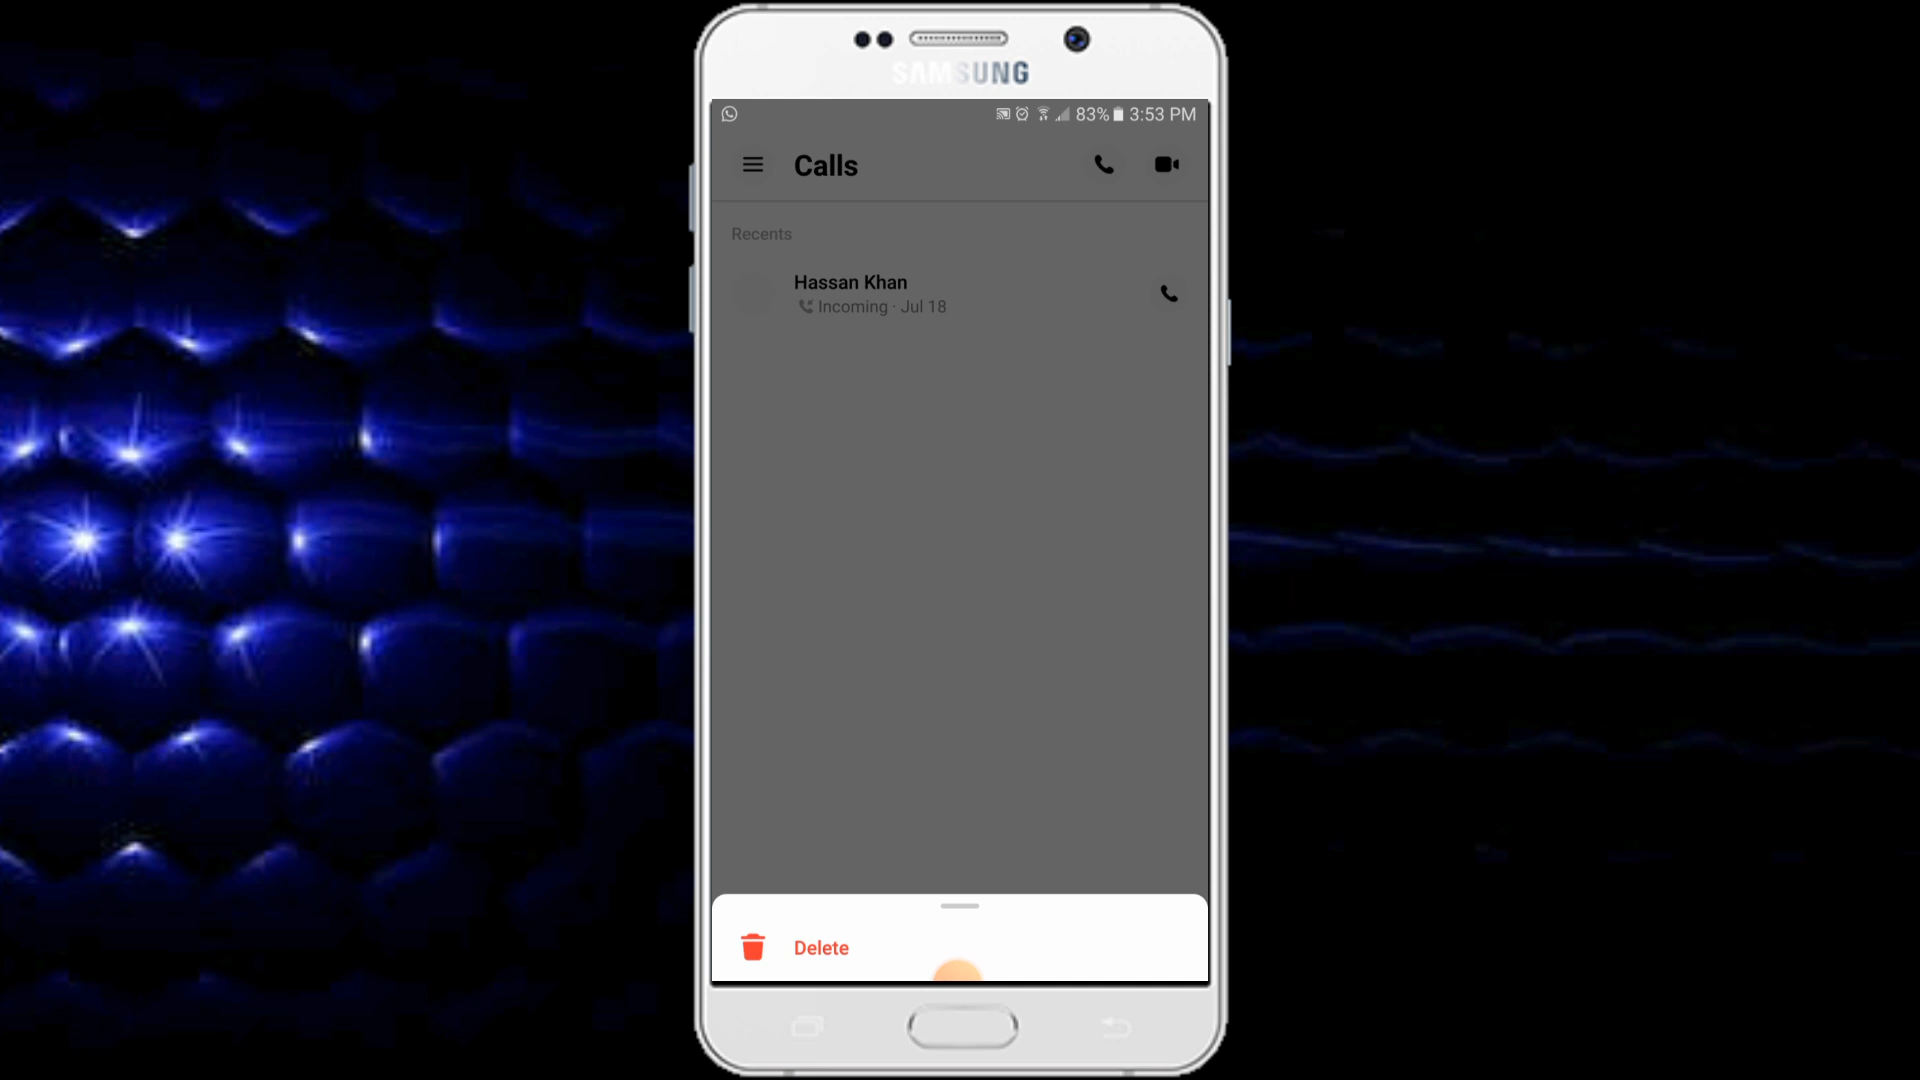 SAMSUNG
83% 3:53 PM
Calls
Recents
Hassan Khan
Incoming · Jul 18
Delete